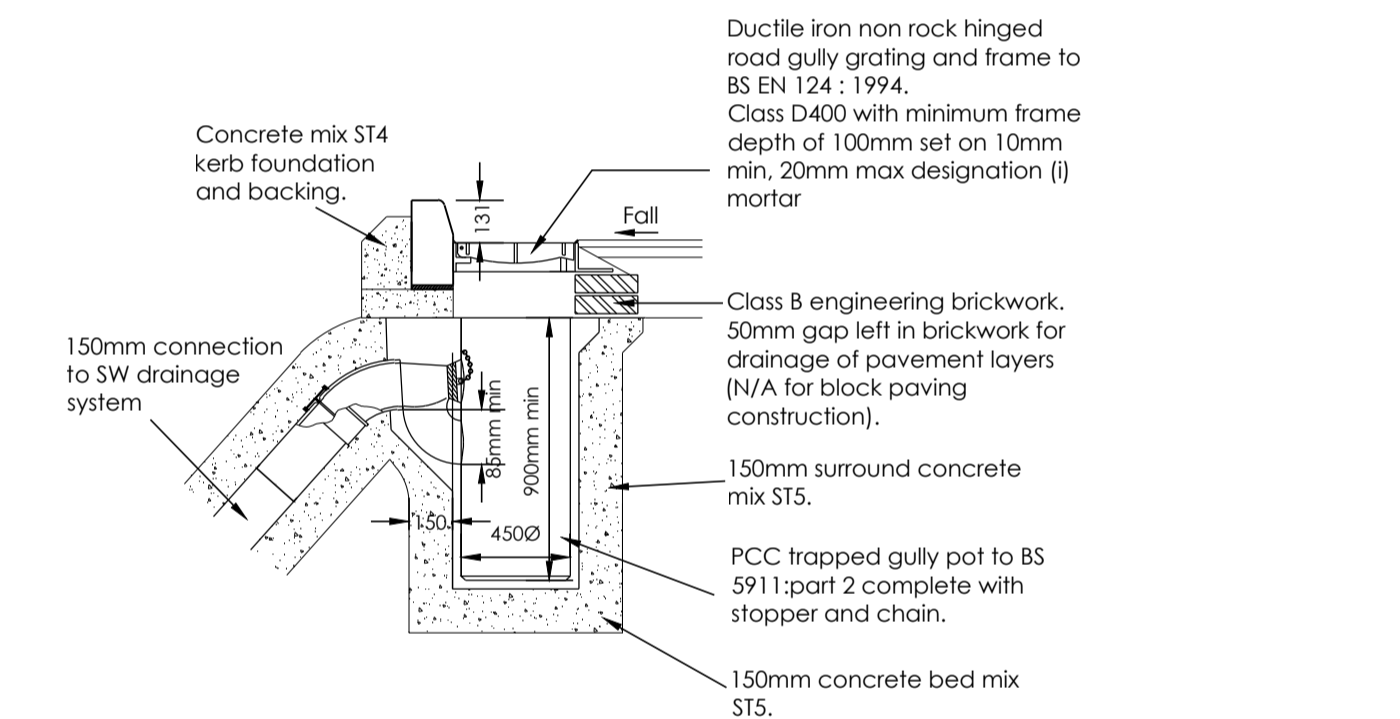 Ductile iron non rock hinged
road gully grating and frame to
BS EN 124 : 1994.
Class D400 with minimum frame
depth of 100mm set on 10mm
min, 20mm max designation (i)
mortar
Concrete mix ST4
kerb foundation
and backing.
131
Fall
Class B engineering brickwork.
50mm gap left in brickwork for
drainage of pavement layers
(N/A for block paving
construction).
150mm connection
to SW drainage
system
85mm min
900mm min
150mm surround concrete
mix ST5.
150
450Ø
PCC trapped gully pot to BS
5911:part 2 complete with
stopper and chain.
150mm concrete bed mix
ST5.